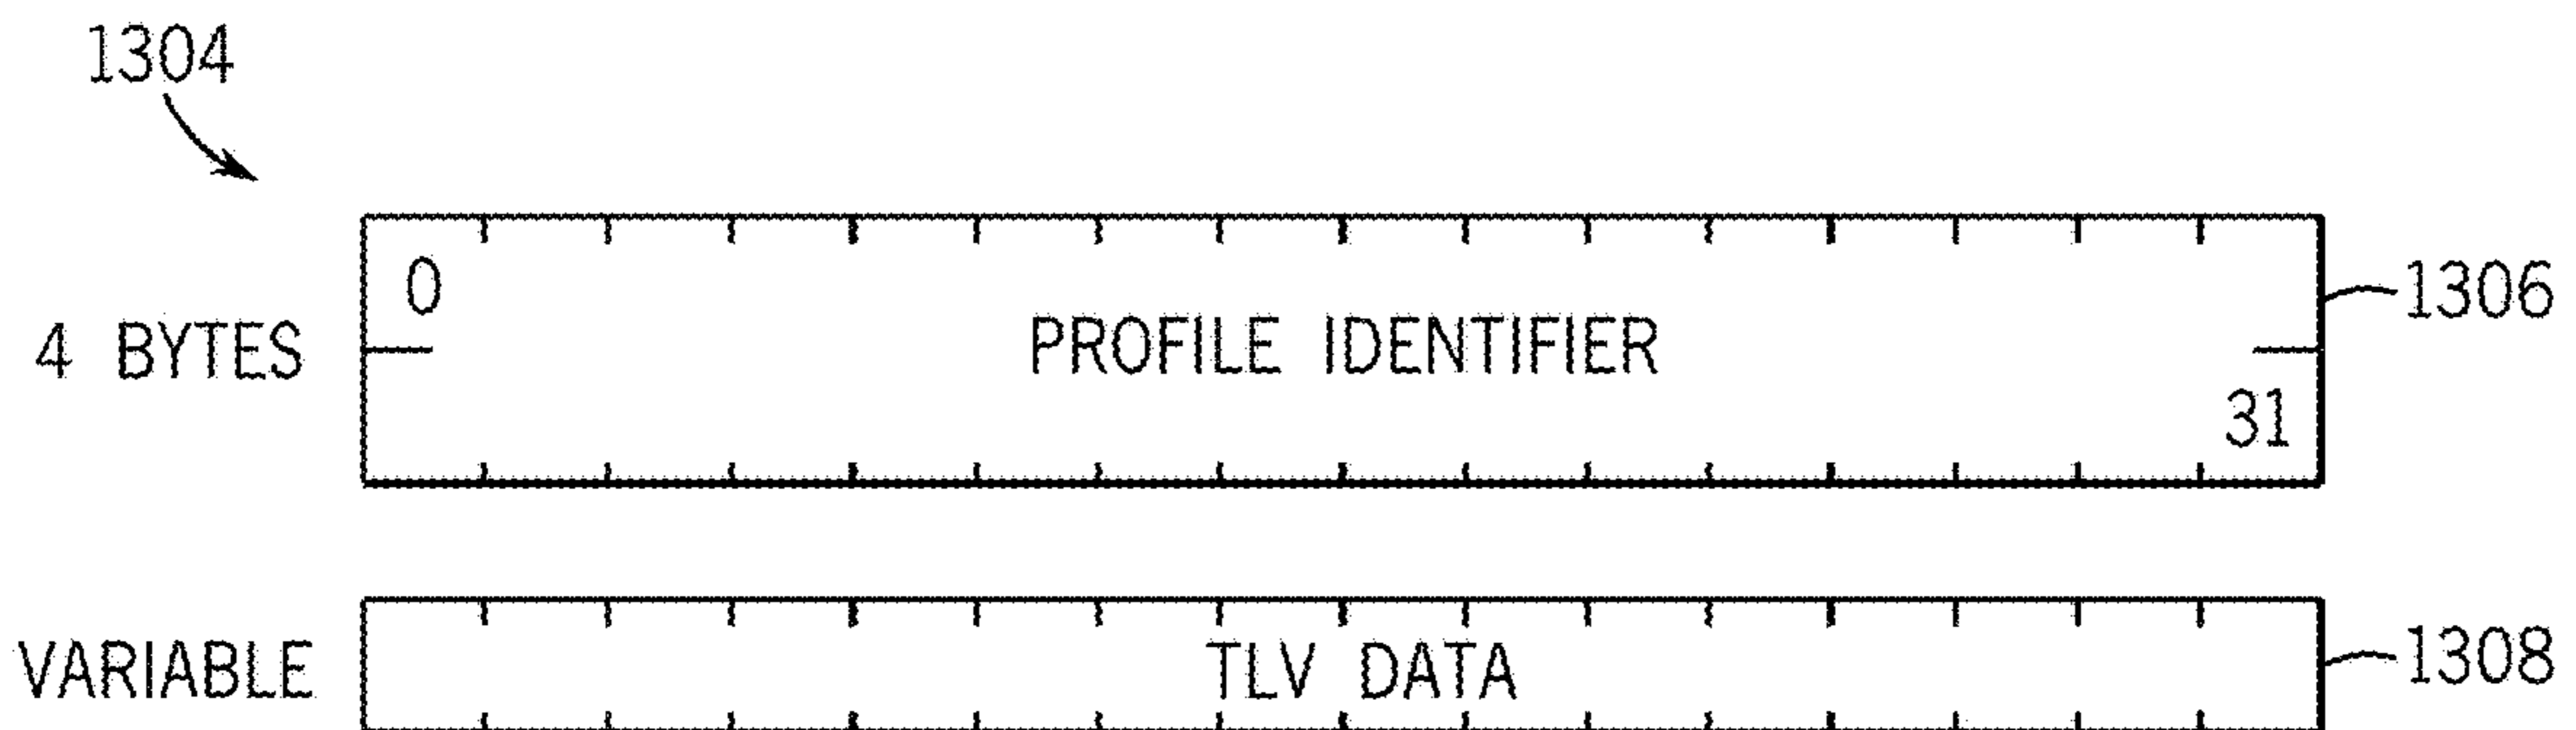 1304
0
4 BYTES PROFILE IDENTIFIER 1306
31
VARIABLE TLV DATA 1308